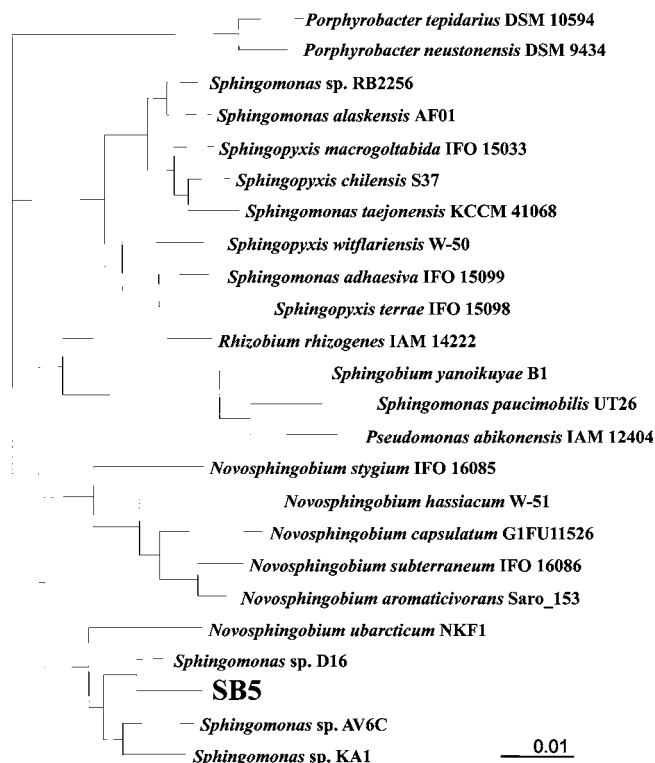 Porphyrobacter tepidarius DSM 10594
Porphyrobacter neustonensis DSM 9434
Sphingomonas sp. RB2256
Sphingomonas alaskensis AF01
Sphingopyxis macrogoltabida IFO 15033
Sphingopyxis chilensis S37
Sphingomonas taejonensis KCCM 41068
Sphingopyxis witflariensis W-50
Sphingomonas adhaesiva IFO 15099
Sphingopyxis terrae IFO 15098
Rhizobium rhizogenes IAM 14222
Sphingobium yanoikuyae B1
Sphingomonas paucimobilis UT26
Pseudomonas abikonensis IAM 12404
Novosphingobium stygium IFO 16085
Novosphingobium hassiacum W-51
Novosphingobium capsulatum G1FU11526
Novosphingobium subterraneum IFO 16086
Novosphingobium aromaticivorans Saro_153
Novosphingobium ubarcticum NKF1
Sphingomonas sp. D16
SB5
Sphingomonas sp. AV6C
Sphingomonas sp. KA1
0.01